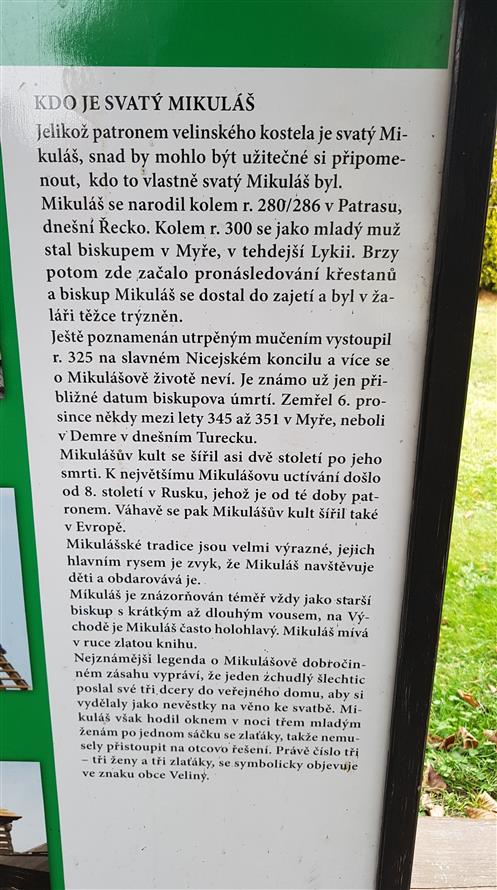 KDO JE SVATÝ MIKULÁŠ
Jelikož patronem velinského kostela je svatý Mi-
kuláš, snad by mohlo být užitečné si připome-
nout, kdo to vlastně svatý Mikuláš byl.
Mikuláš se narodil kolem r. 280/286 v Patrasu,
dnešní Řecko. Kolem r. 300 se jako mladý muž
stal biskupem v Myře, v tehdejší Lykii. Brzy
potom zde začalo pronásledování křestanů
a biskup Mikuláš se dostal do zajetí a byl v ža-
láři těžce trýzněn.
Ještě poznamenán utrpěným mučením vystoupil
r. 325 na slavném Nicejském koncilu a více se
o Mikulášově životě neví. Je známo už jen při-
bližné datum biskupova úmrtí. Zemřel 6. pro-
since někdy mezi lety 345 až 351 v Myře, neboli
v Demre v dnešním Turecku.
Mikulášův kult se šířil asi dvě století po jeho
smrti. K největšímu Mikulášovu uctívání došlo
od 8. století v Rusku, jehož je od té doby pat-
ronem. Váhavě se pak Mikulášův kult šířil také
v Evropě.
Mikulášské tradice jsou velmi výrazné, jejich
hlavním rysem je zvyk, že Mikuláš navštěvuje
děti a obdarovává je.
Mikuláš je znázorňován téměř vždy jako starší
biskup s krátkým až dlouhým vousem, na Vý-
chodě je Mikuláš často holohlavý. Mikuláš mívá
v ruce zlatou knihu.
Nejznámější legenda o Mikulášově dobročin-
ném zásahu vypráví, že jeden zchudlý šlechtic
poslal své tři dcery do veřejného domu, aby si
vydělaly jako nevěstky na věno ke svatbě. Mi-
kuláš však hodil oknem v noci třem mladým
ženám po jednom sáčku se zlaťáky, takže nemu-
sely přistoupit na otcovo řešení. Právě číslo tři
– tři ženy a tři zlaťáky, se symbolicky objevuje
ve znaku obce Veliny.